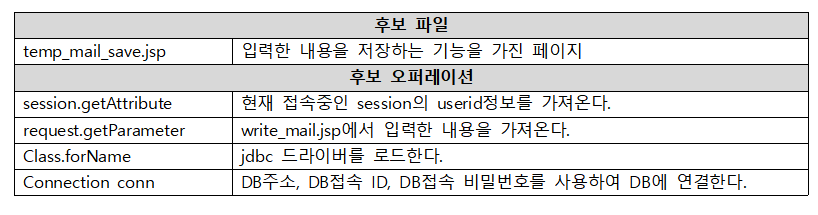 후보 파일
temp_mail_save.jsp 입력한 내용을 저장하는 기능을 가진 페이지
후보 오퍼레이션
session.getAttribute 현재 접속중인 session의 userid정보를 가져온다.
request.getParameter write_mail.jsp에서 입력한 내용을 가져온다.
Class.forName jdbc 드라이버를 로드한다.
Connection conn DB주소, DB접속 ID, DB접속 비밀번호를 사용하여 DB에 연결한다.